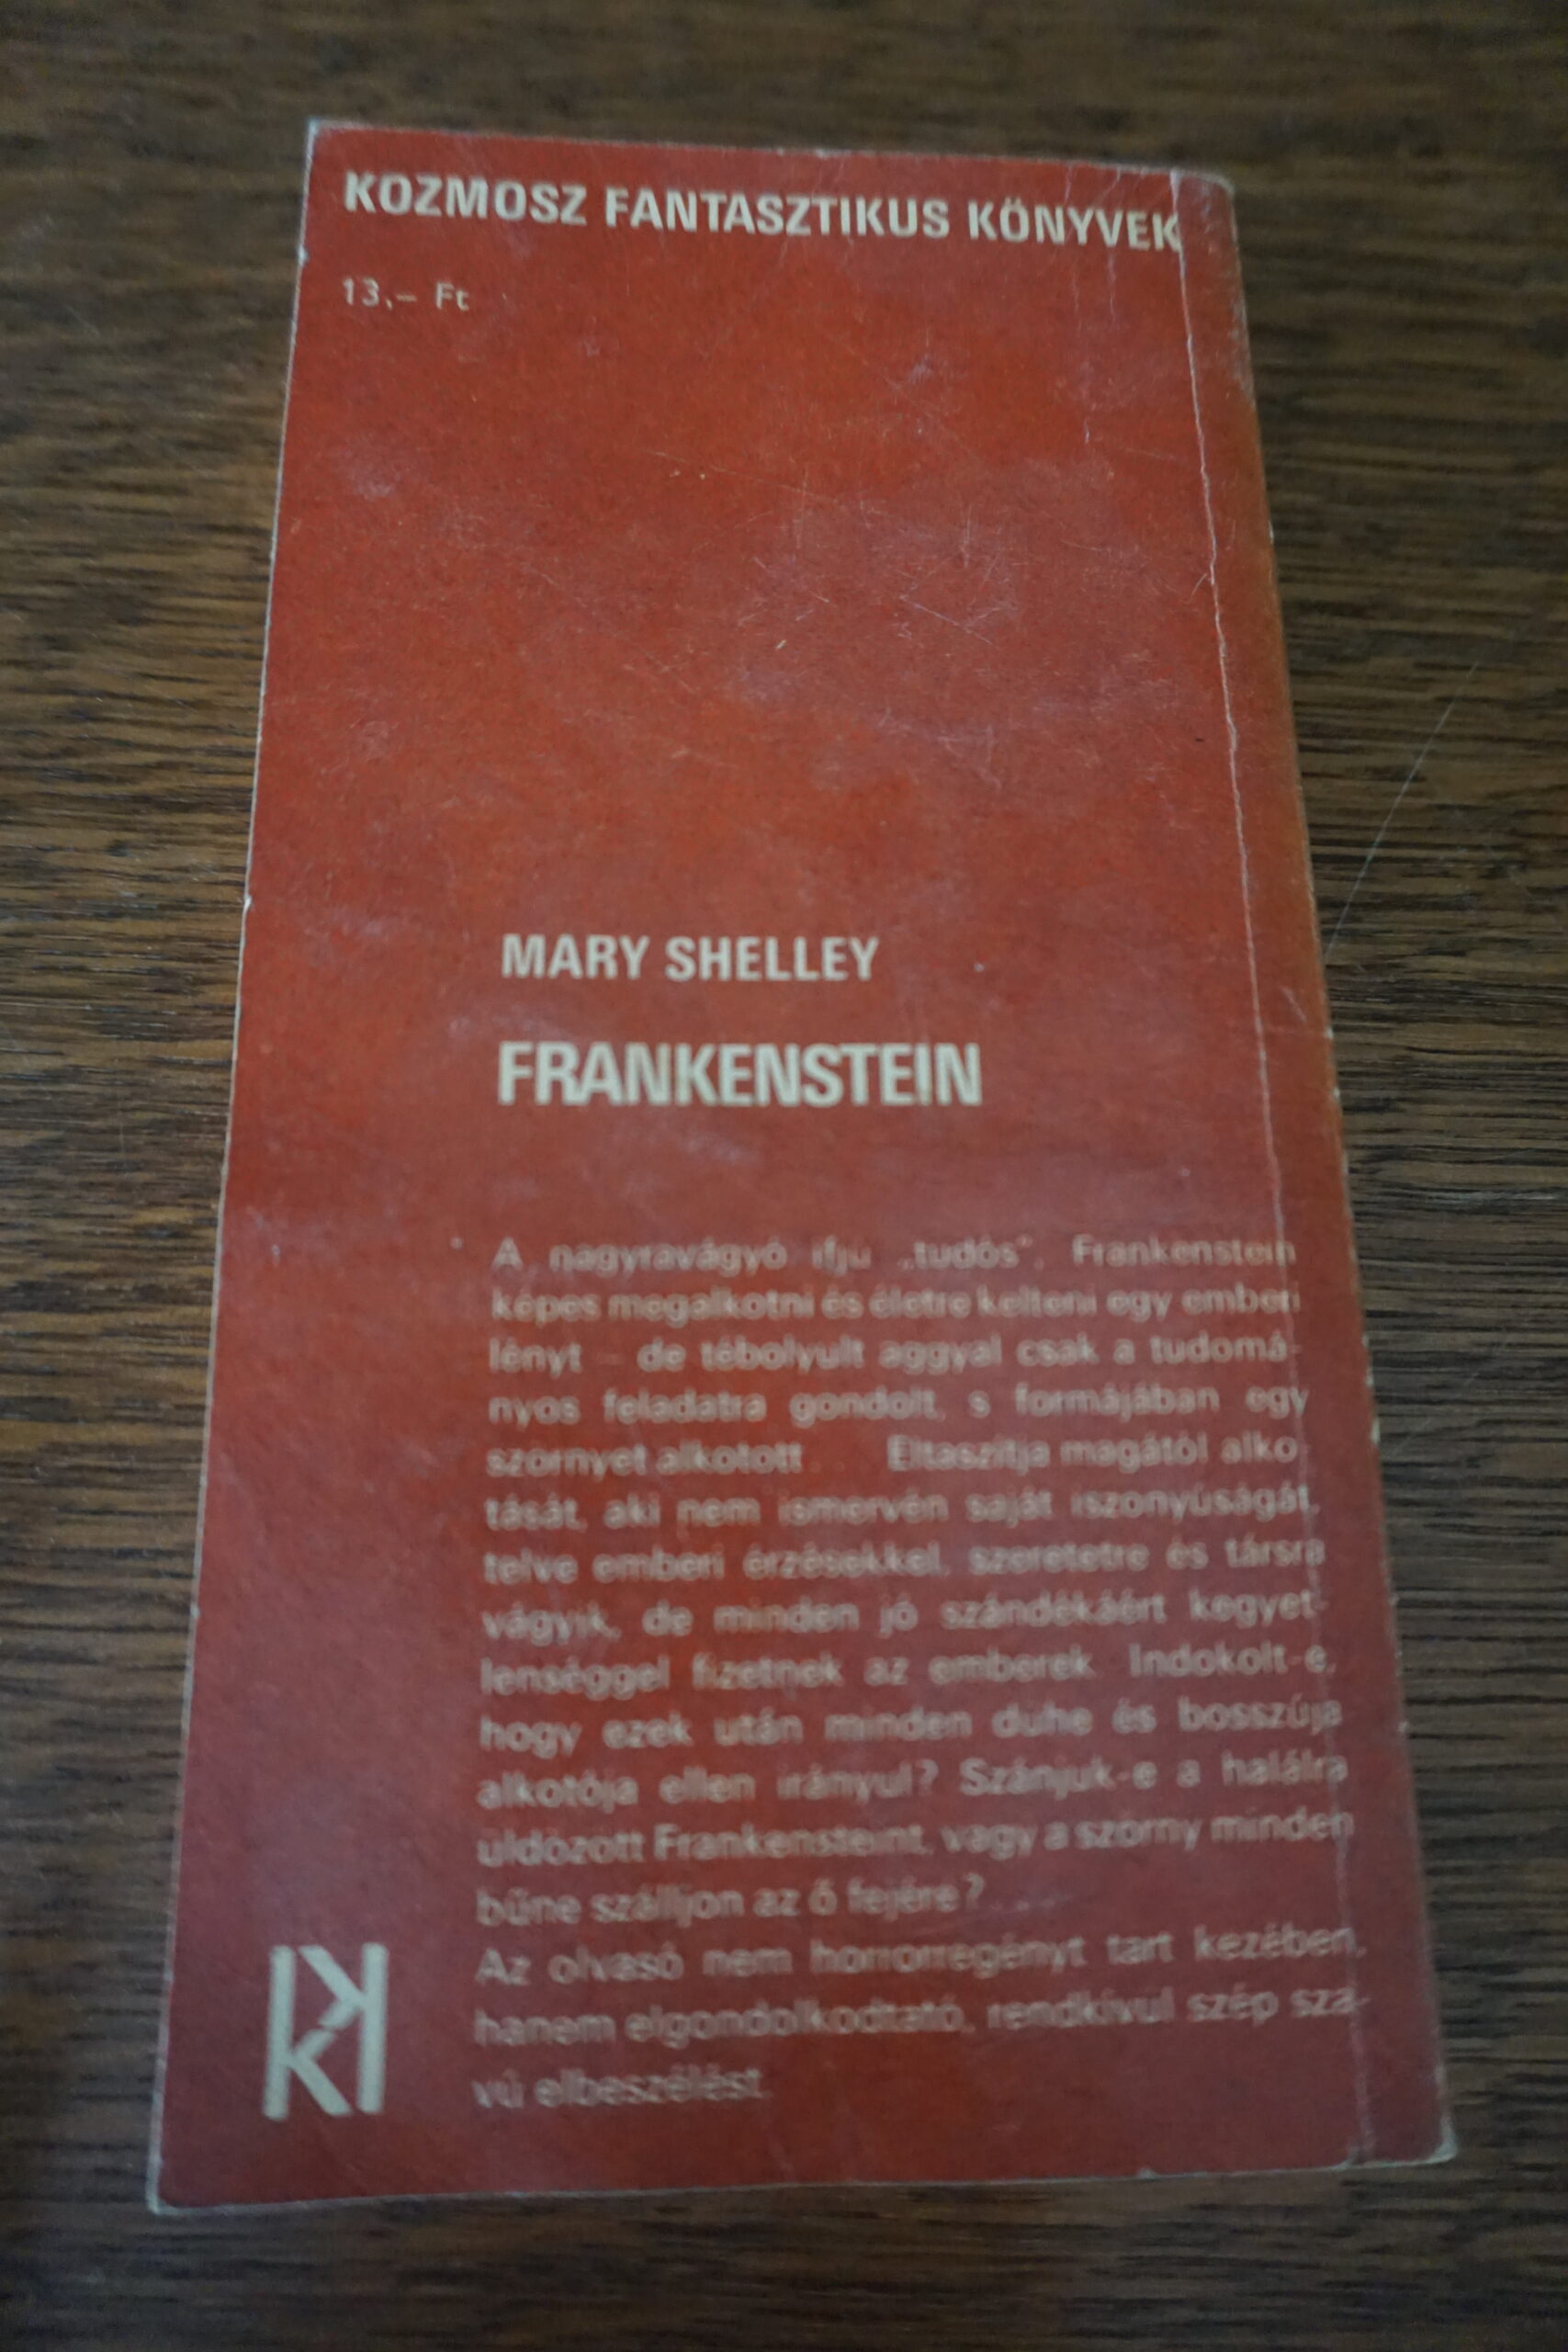 KOZMOSZ FANTASZTIKUS KÖNYVEK
13,– Ft
MARY SHELLEY
FRANKENSTEIN
A nagyravágyó ifjú „tudós”, Frankenstein
képes megalkotni és életre kelteni egy emberi
lényt – de tébolyult aggyal csak a tudomá-
nyos feladatra gondolt, s formájában egy
szörnyet alkotott . . . Eltaszítja magától alko-
tását, aki nem ismervén saját iszonyúságát,
telve emberi érzésekkel, szeretetre és társra
vágyik, de minden jó szándékáért kegyet-
lenséggel fizetnek az emberek. Indokolt-e,
hogy ezek után minden dühe és bosszúja
alkotója ellen irányul? Szánjuk-e a halálra
üldözött Frankensteint, vagy a szörny minden
bűne szálljon az ő fejére? . . .
Az olvasó nem horrorregényt tart kezében,
hanem elgondolkodtató, rendkívül szép sza-
vú elbeszélést.